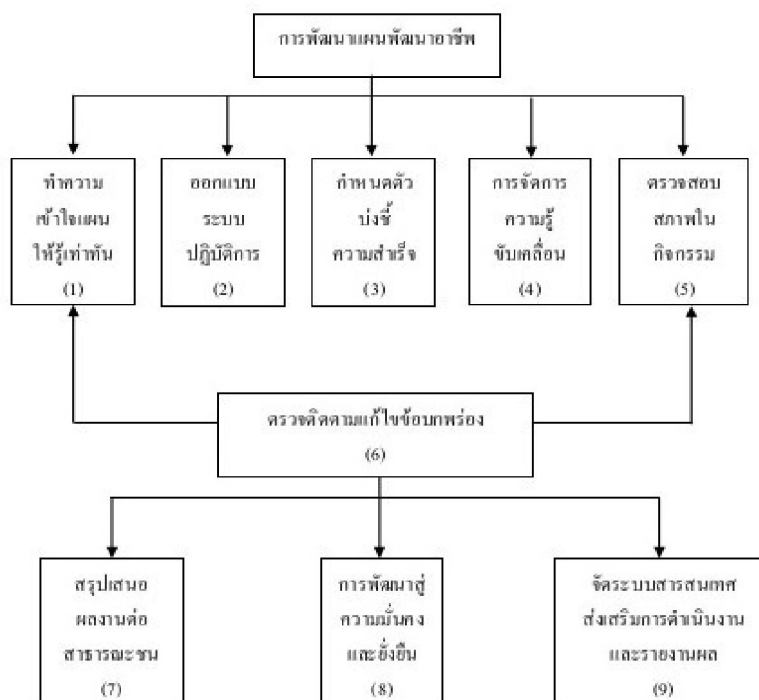 การพัฒนาแผนพัฒนาอาชีพ
ทำความ
เข้าใจแผน
ให้รู้เท่าทัน
(1)
ออกแบบ
ระบบ
ปฏิบัติการ
(2)
กำหนดตัว
บ่งชี้
ความสำเร็จ
(3)
การจัดการ
ความรู้
ขับเคลื่อน
(4)
ตรวจสอบ
สภาพใน
กิจกรรม
(5)
ตรวจติดตามแก้ไขข้อบกพร่อง
(6)
สรุปเสนอ
ผลงานต่อ
สาธารณะชน
(7)
การพัฒนาสู่
ความมั่นคง
และยั่งยืน
(8)
จัดระบบสารสนเทศ
ส่งเสริมการดำเนินงาน
และรายงานผล
(9)